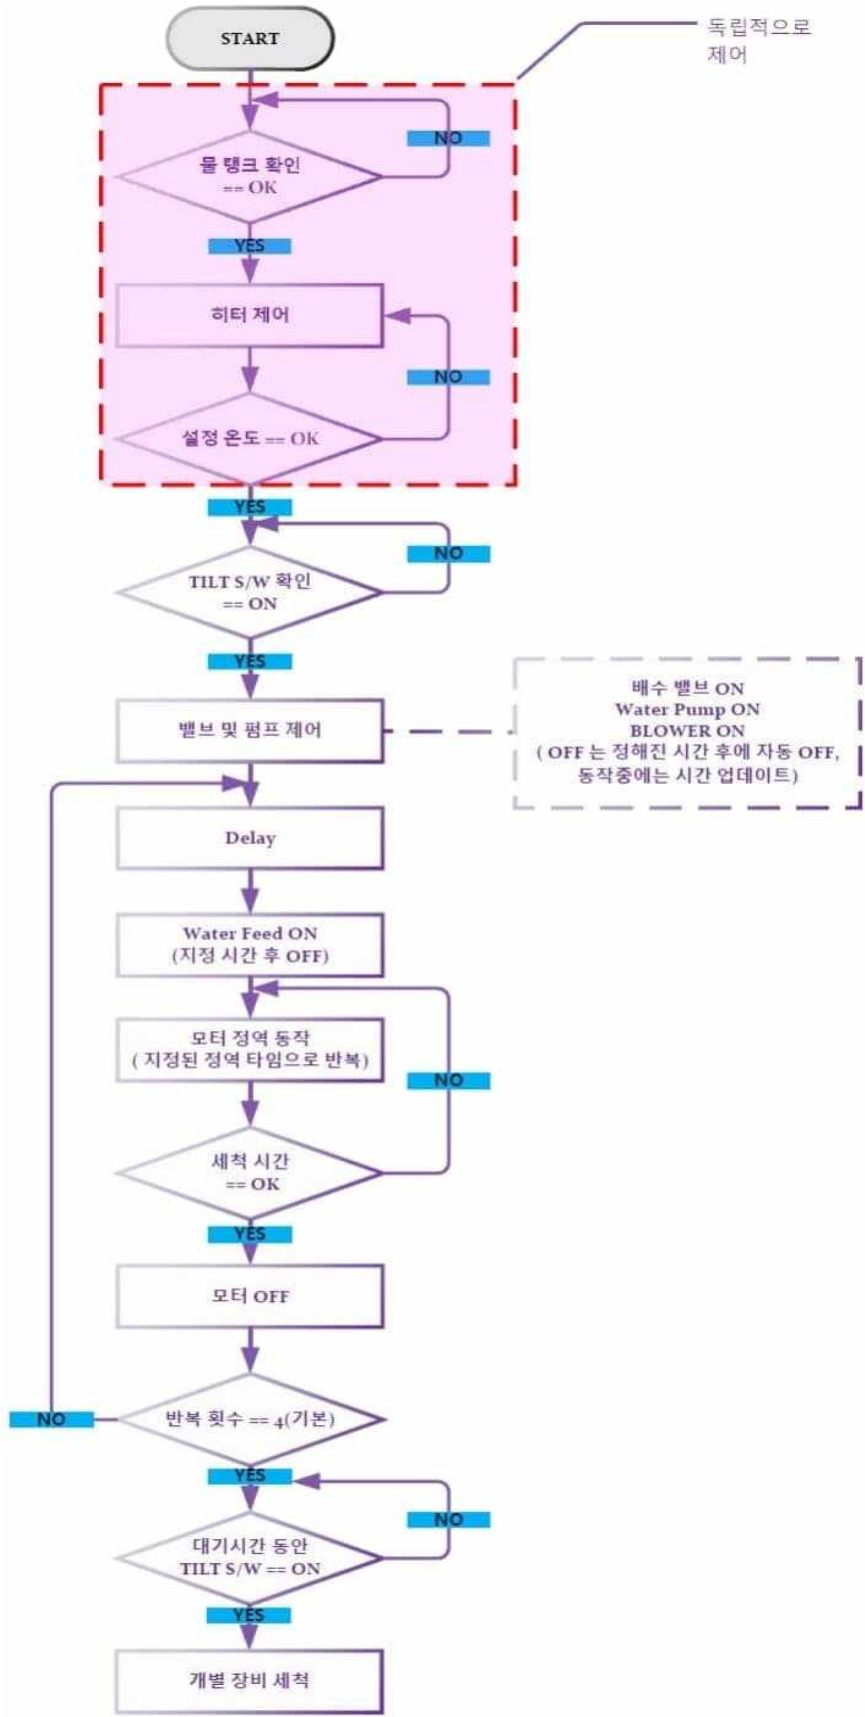 START
독립적으로
제어
NO
물 탱크 확인
== OK
YES
히터 제어
NO
설정 온도 == OK
YES
NO
TILT S/W 확인
== ON
YES
배수 밸브 ON
Water Pump ON
BLOWER ON
( OFF 는 정해진 시간 후에 자동 OFF,
동작중에는 시간 업데이트)
밸브 및 펌프 제어
Delay
Water Feed ON
(지정 시간 후 OFF)
모터 정역 동작
( 지정된 정역 타임으로 반복)
NO
세척 시간
== OK
YES
모터 OFF
반복 횟수 == 4(기본)
NO
YES
NO
대기시간 동안
TILT S/W == ON
YES
개별 장비 세척